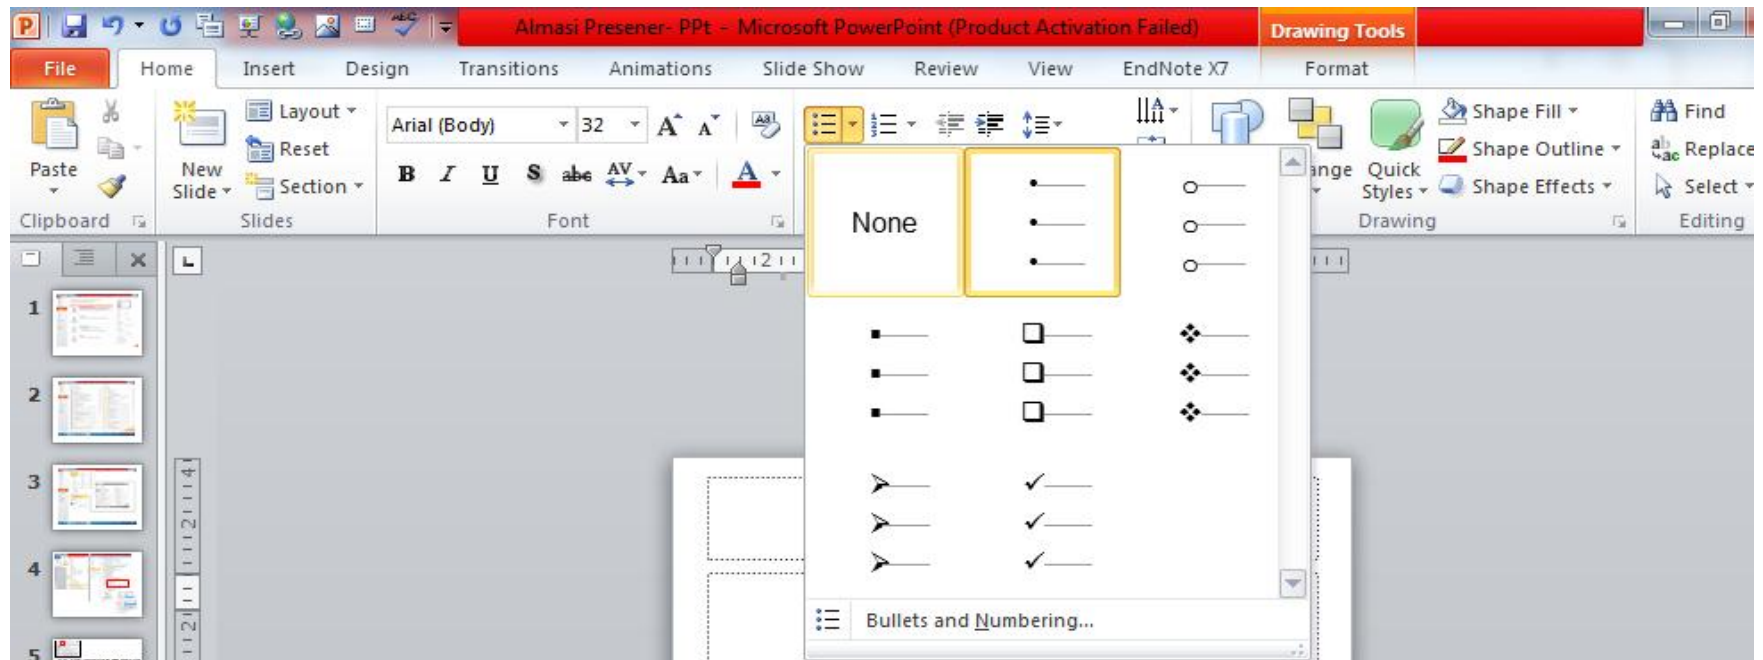 Almasi Presener- PPt - Microsoft PowerPoint (Product Activation Failed)
Drawing Tools
File Home Insert Design Transitions Animations Slide Show Review View EndNote X7 Format
Paste
Clipboard
New
Slide
Layout
Reset
Section
Slides
Arial (Body) 32
B I U S abc AV Aa A
Font
Quick
Styles
Shape Fill
Shape Outline
Shape Effects
Drawing
Find
Replace
Select
Editing
None
Bullets and Numbering...
1
2
3
4
5